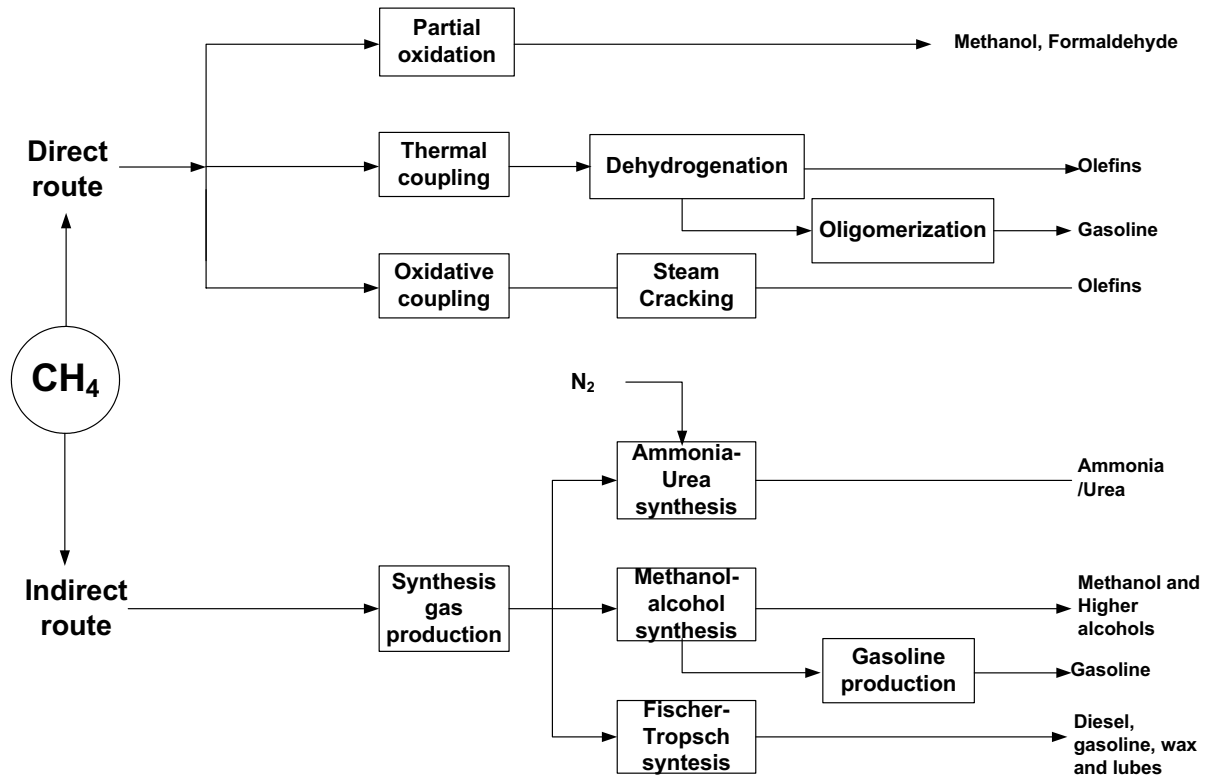 Partial
oxidation
Methanol, Formaldehyde
Direct
route
Thermal
coupling
Dehydrogenation
Olefins
Oligomerization
Gasoline
Oxidative
coupling
Steam
Cracking
Olefins
CH₄
N₂
Ammonia-
Urea
synthesis
Ammonia
/Urea
Indirect
route
Synthesis
gas
production
Methanol-
alcohol
synthesis
Methanol and
Higher
alcohols
Gasoline
production
Gasoline
Fischer-
Tropsch
syntesis
Diesel,
gasoline, wax
and lubes